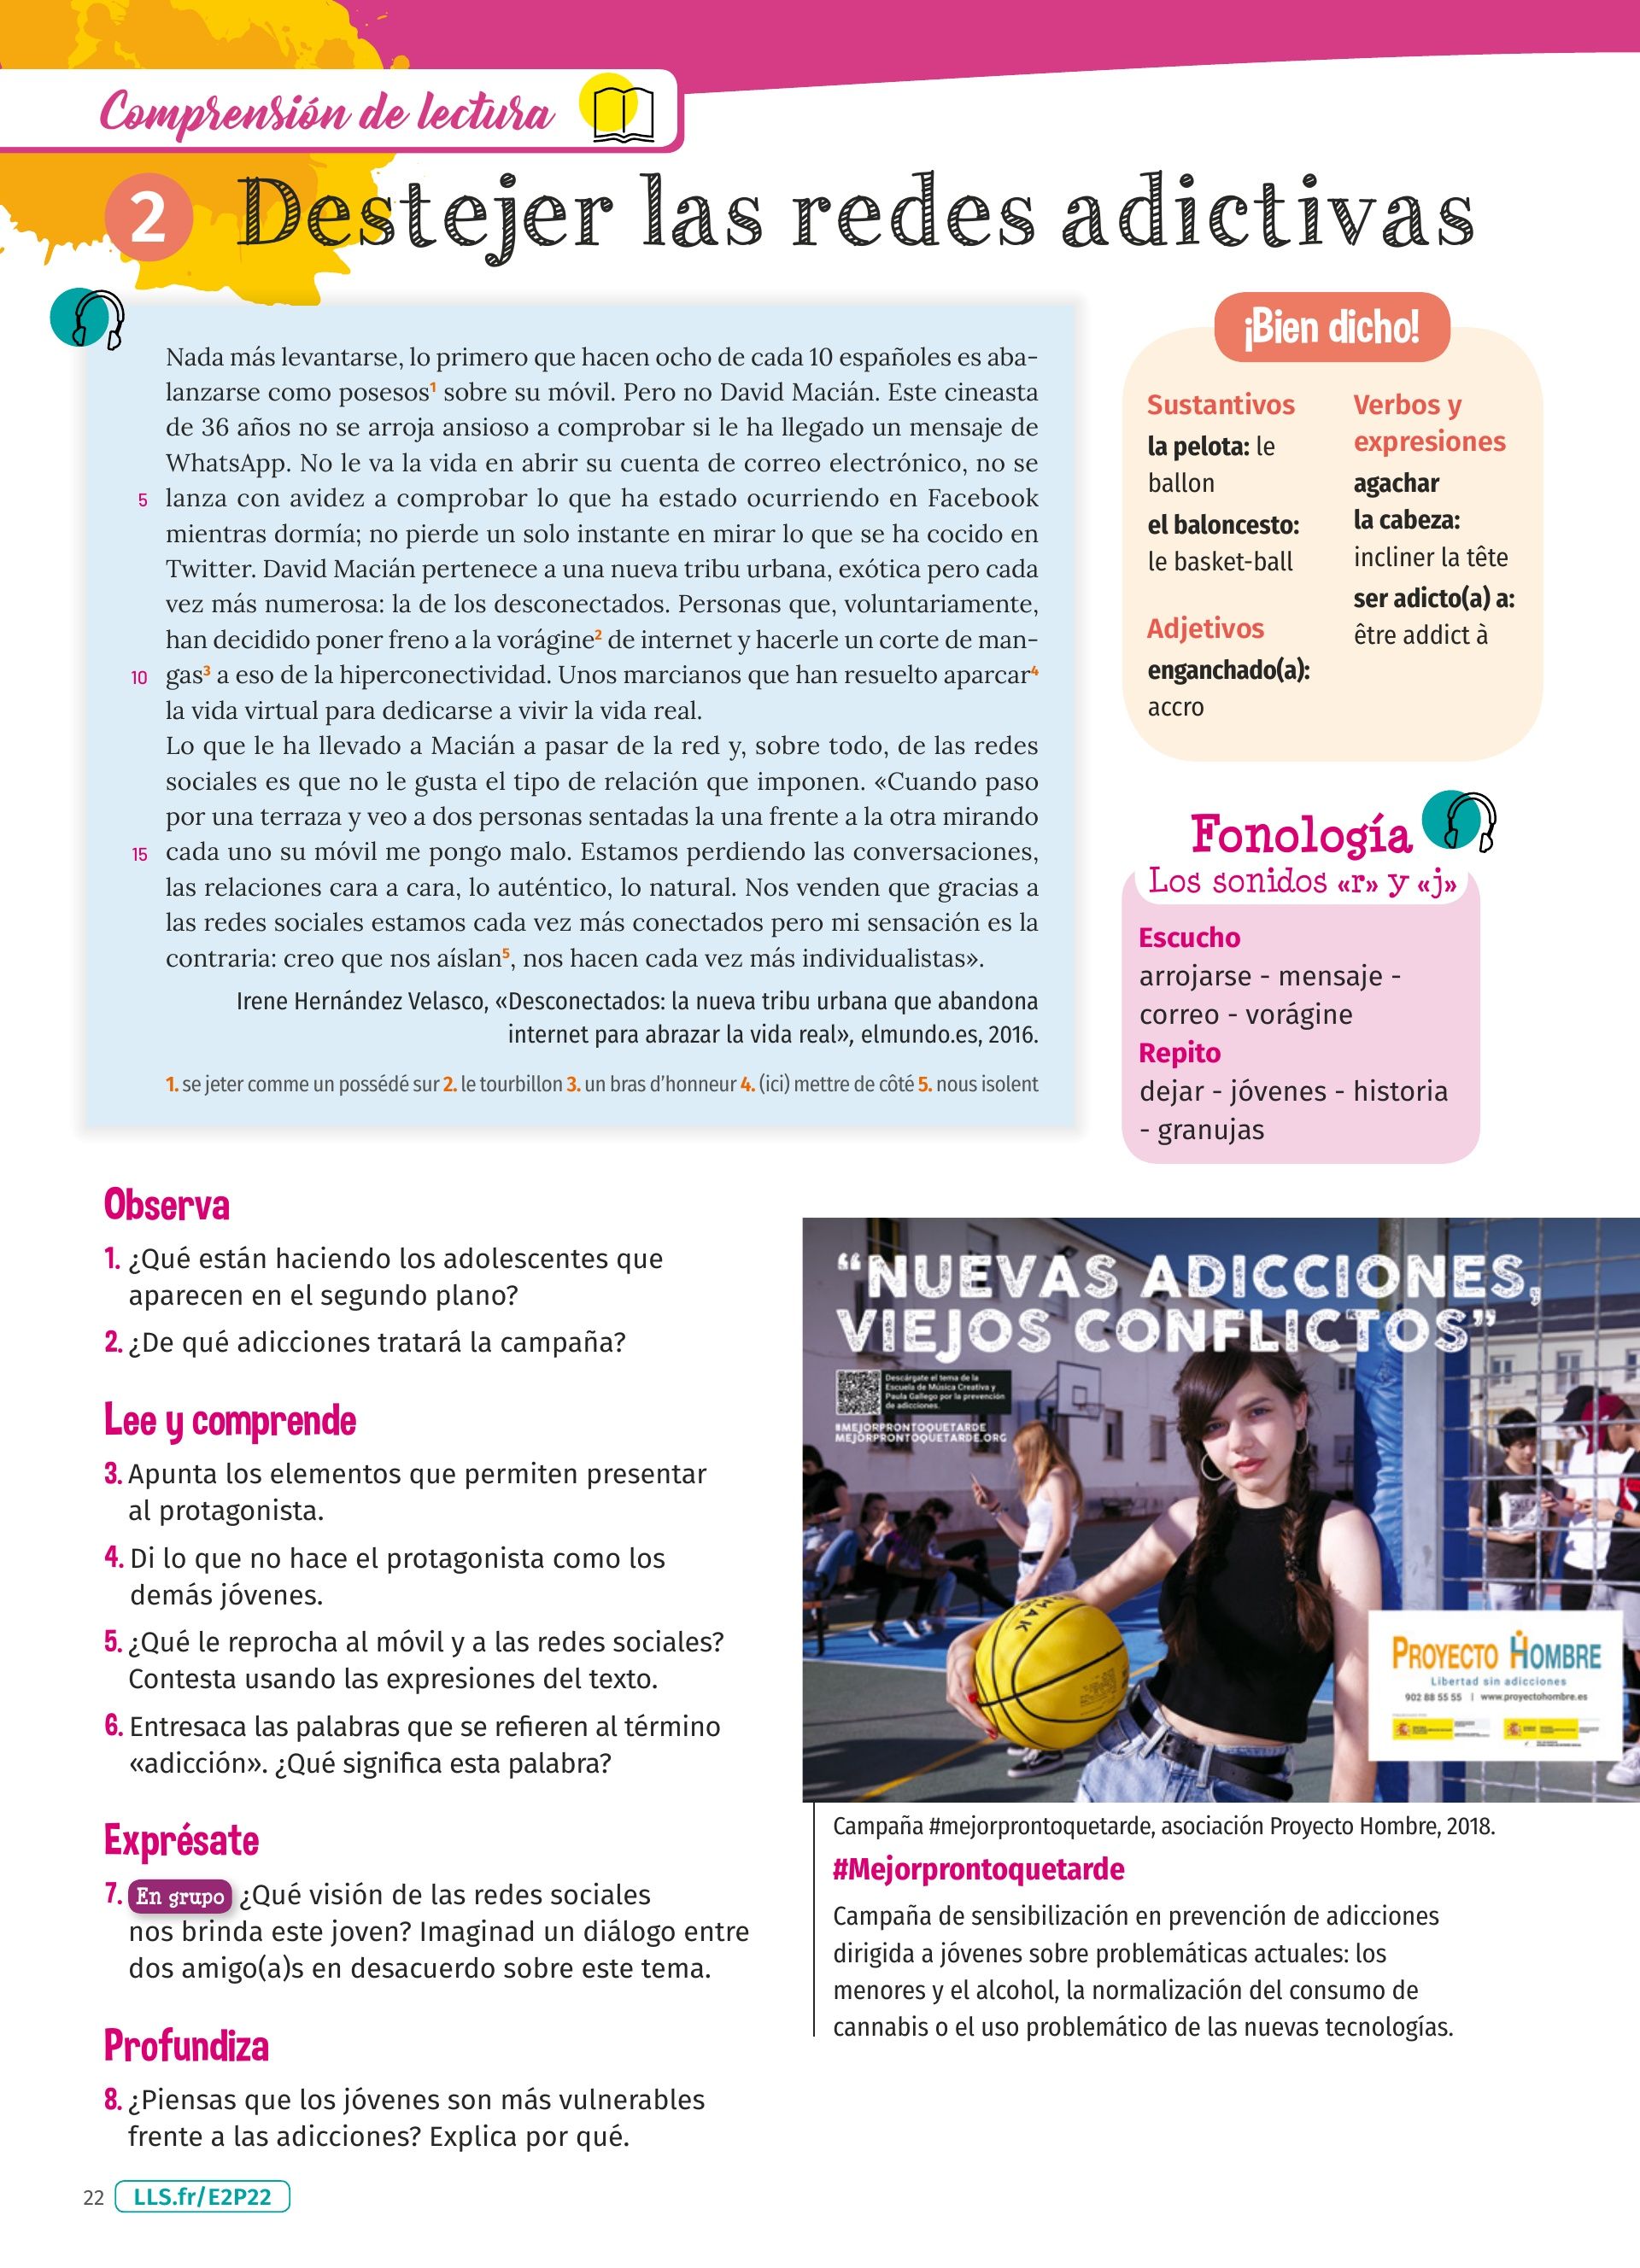 Comprensión de lectura
2 Destejer las redes adictivas
Nada más levantarse, lo primero que hacen ocho de cada 10 españoles es aba-
lanzarse como posesos1 sobre su móvil. Pero no David Macián. Este cineasta
de 36 años no se arroja ansioso a comprobar si le ha llegado un mensaje de
WhatsApp. No le va la vida en abrir su cuenta de correo electrónico, no se
5 lanza con avidez a comprobar lo que ha estado ocurriendo en Facebook
mientras dormía; no pierde un solo instante en mirar lo que se ha cocido en
Twitter. David Macián pertenece a una nueva tribu urbana, exótica pero cada
vez más numerosa: la de los desconectados. Personas que, voluntariamente,
han decidido poner freno a la vorágine2 de internet y hacerle un corte de man-
10 gas3 a eso de la hiperconectividad. Unos marcianos que han resuelto aparcar4
la vida virtual para dedicarse a vivir la vida real.
Lo que le ha llevado a Macián a pasar de la red y, sobre todo, de las redes
sociales es que no le gusta el tipo de relación que imponen. «Cuando paso
por una terraza y veo a dos personas sentadas la una frente a la otra mirando
15 cada uno su móvil me pongo malo. Estamos perdiendo las conversaciones,
las relaciones cara a cara, lo auténtico, lo natural. Nos venden que gracias a
las redes sociales estamos cada vez más conectados pero mi sensación es la
contraria: creo que nos aíslan5, nos hacen cada vez más individualistas».
Irene Hernández Velasco, «Desconectados: la nueva tribu urbana que abandona
internet para abrazar la vida real», elmundo.es, 2016.
1. se jeter comme un possédé sur 2. le tourbillon 3. un bras d'honneur 4. (ici) mettre de côté 5. nous isolent
¡Bien dicho!
Sustantivos
la pelota: le
ballon
el baloncesto:
le basket-ball
Adjetivos
enganchado(a):
accro
Verbos y
expresiones
agachar
la cabeza:
incliner la tête
ser adicto(a) a:
être addict à
Fonología
Los sonidos «r» y «j»
Escucho
arrojarse - mensaje -
correo - vorágine
Repito
dejar - jóvenes - historia
- granujas
Observa
1. ¿Qué están haciendo los adolescentes que
aparecen en el segundo plano?
2. ¿De qué adicciones tratará la campaña?
Lee y comprende
3. Apunta los elementos que permiten presentar
al protagonista.
4. Di lo que no hace el protagonista como los
demás jóvenes.
5. ¿Qué le reprocha al móvil y a las redes sociales?
Contesta usando las expresiones del texto.
6. Entresaca las palabras que se refieren al término
«adicción». ¿Qué significa esta palabra?
Exprésate
7. En grupo ¿Qué visión de las redes sociales
nos brinda este joven? Imaginad un diálogo entre
dos amigo(a)s en desacuerdo sobre este tema.
Profundiza
8. ¿Piensas que los jóvenes son más vulnerables
frente a las adicciones? Explica por qué.
“NUEVAS ADICCIONES,
VIEJOS CONFLICTOS”
Descárgate el tema de la
Escuela de Música Creativa y
Paula Gallego por la prevención
de adicciones.
#MEJORPRONTOQUETARDE
MEJORPRONTOQUETARDE.ORG
PROYECTO HOMBRE
Libertad sin adicciones
902 88 55 55 | www.proyectohombre.es
Campaña #mejorprontoquetarde, asociación Proyecto Hombre, 2018.
#Mejorprontoquetarde
Campaña de sensibilización en prevención de adicciones
dirigida a jóvenes sobre problemáticas actuales: los
menores y el alcohol, la normalización del consumo de
cannabis o el uso problemático de las nuevas tecnologías.
22 LLS.fr/E2P22